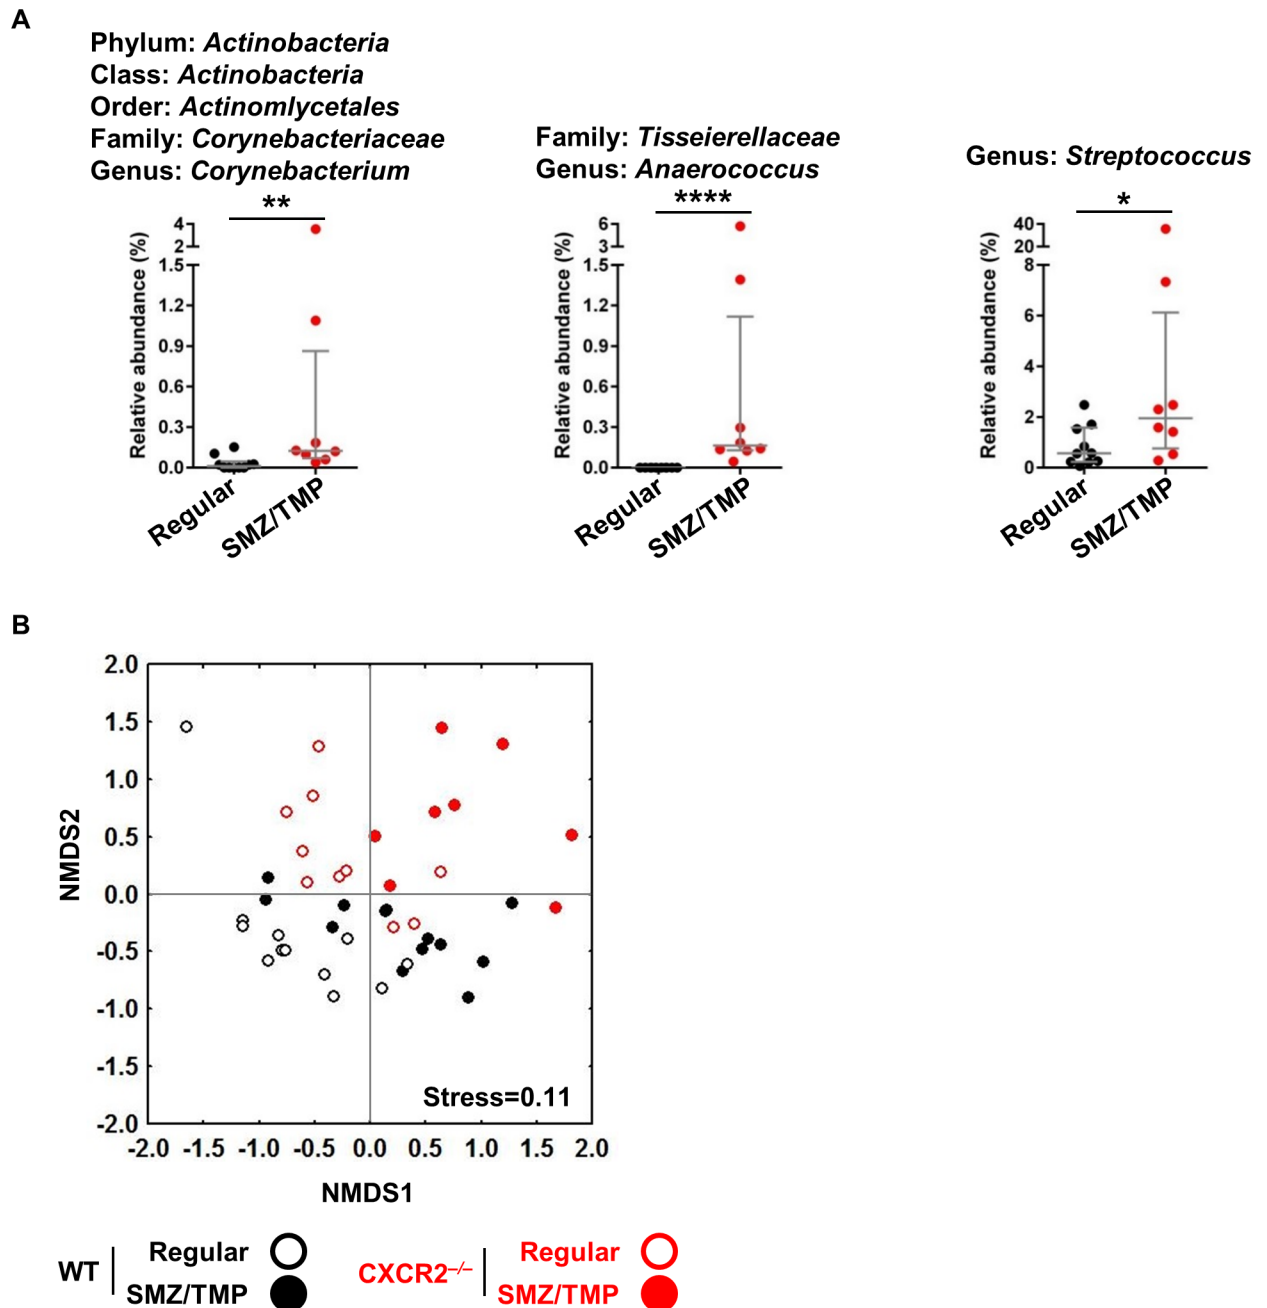 A
Phylum: Actinobacteria
Class: Actinobacteria
Order: Actinomlycetales
Family: Corynebacteriaceae
Genus: Corynebacterium
**
Relative abundance (%)
4
2
1.5
1.2
0.9
0.6
0.3
0.0
Regular
SMZ/TMP
Family: Tisseierellaceae
Genus: Anaerococcus
****
Relative abundance (%)
6
3
1.5
1.2
0.9
0.6
0.3
0.0
Regular
SMZ/TMP
Genus: Streptococcus
*
Relative abundance (%)
40
20
8
6
4
2
0
Regular
SMZ/TMP
B
NMDS2
2.0
1.5
1.0
0.5
0.0
-0.5
-1.0
-1.5
-2.0
Stress=0.11
-2.0 -1.5 -1.0 -0.5 0.0 0.5 1.0 1.5 2.0
NMDS1
WT
Regular
SMZ/TMP
CXCR2–/–
Regular
SMZ/TMP